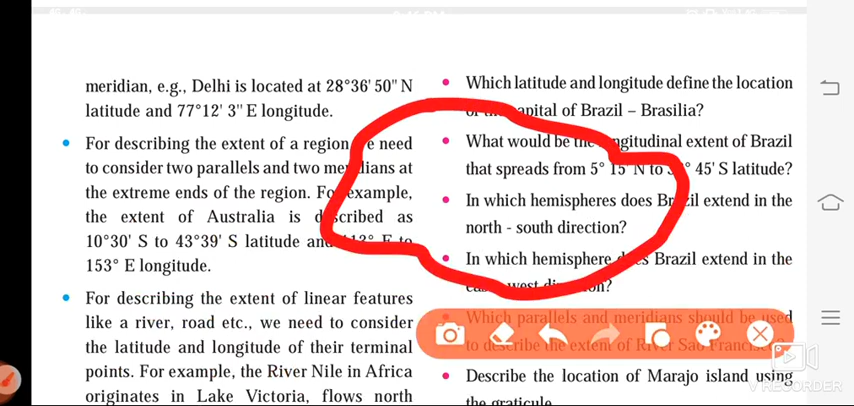 meridian, e.g., Delhi is located at 28°36' 50" N
latitude and 77°12' 3" E longitude.
For describing the extent of a region need
to consider two parallels and two meridians at
the extreme ends of the region. For example,
the extent of Australia is described as
10°30' S to 43°39' S latitude and E to
153° E longitude.
For describing the extent of linear features
like a river, road etc., we need to consider
the latitude and longitude of their terminal
points. For example, the River Nile in Africa
originates in Lake Victoria, flows north
Which latitude and longitude define the location
capital of Brazil – Brasilia?
What would be the longitudinal extent of Brazil
that spreads from 5° 15' N to 45' S latitude?
In which hemispheres does Brazil extend in the
north - south direction?
In which hemisphere does Brazil extend in the
Which parallels and meridians should be used
to describe the extent of River
Describe the location of Marajo island using
the graticule
RECORDER